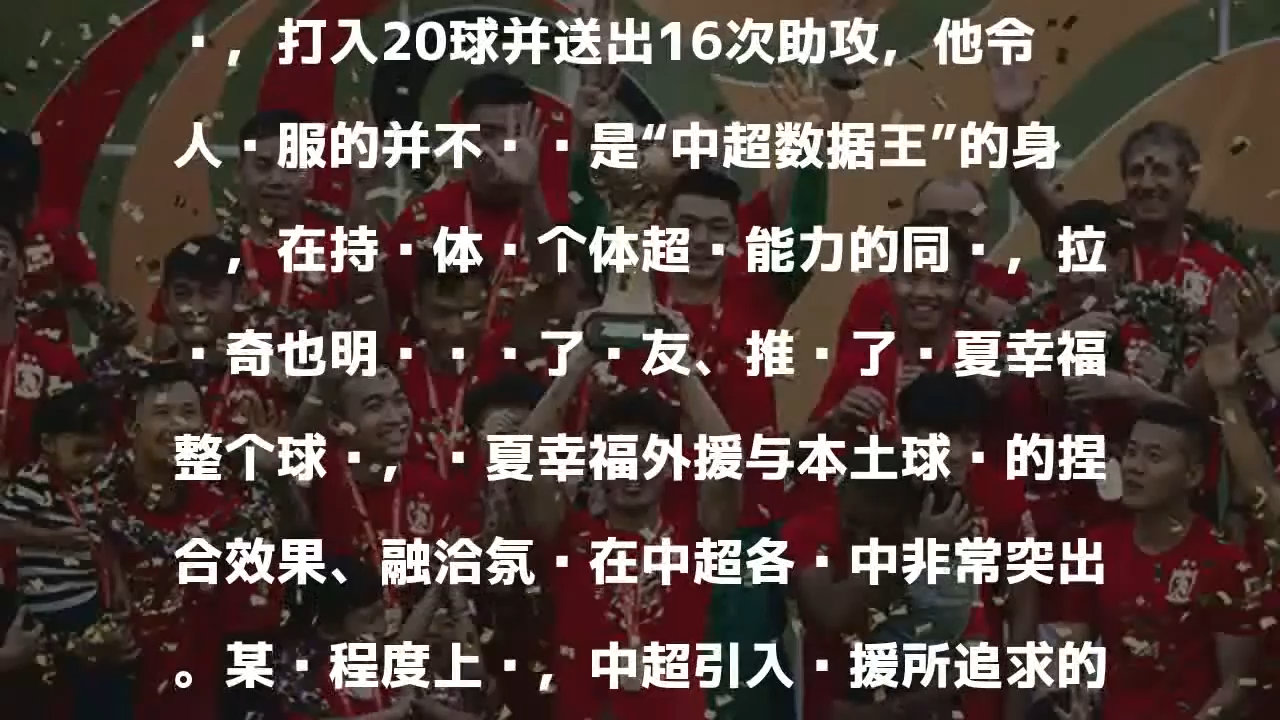 ▪，打入20球并送出16次助攻，他令
人▪服的并不▪▪是“中超数据王”的身
，在持▪体▪个体超▪能力的同▪，拉
▪奇也明▪▪▪了▪友、推▪了▪夏幸福
整个球▪，▪夏幸福外援与本土球▪的捏
合效果、融洽氛▪在中超各▪中非常突出
。某▪程度上▪，中超引入▪援所追求的